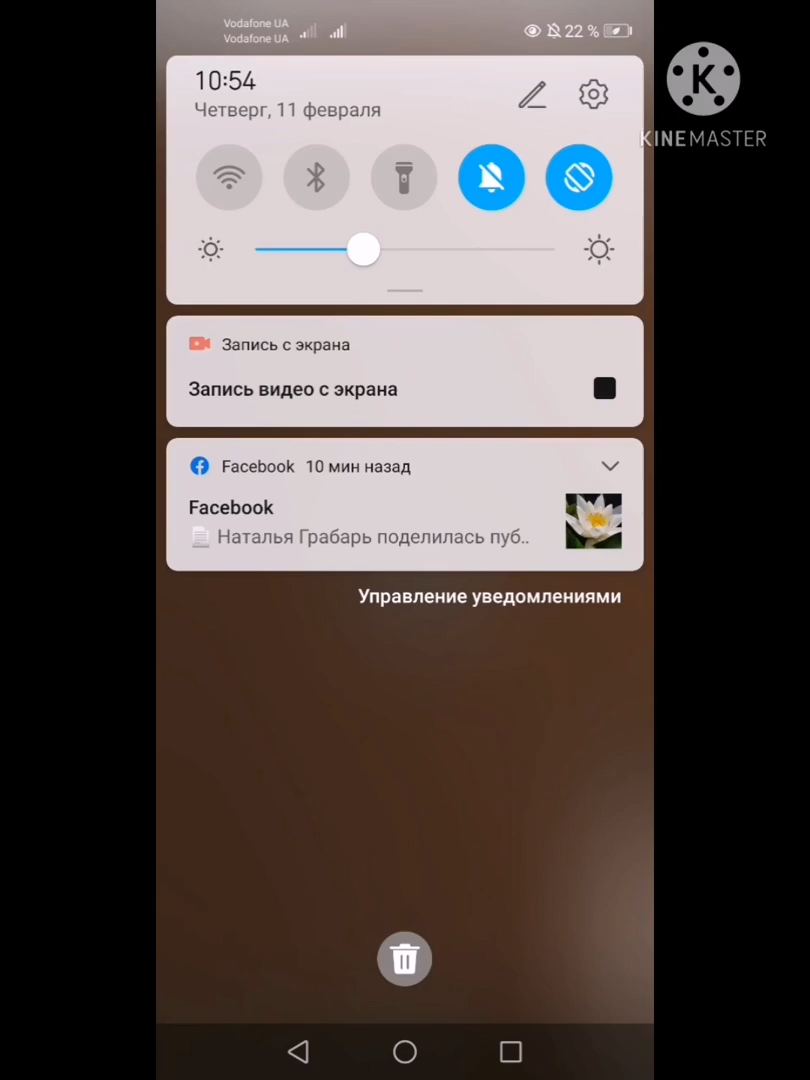 Vodafone UA
Vodafone UA
22 %
K
KINEMASTER
10:54
Четверг, 11 февраля
Запись с экрана
Запись видео с экрана
Facebook 10 мин назад
Facebook
Наталья Грабарь поделилась пуб..
Управление уведомлениями